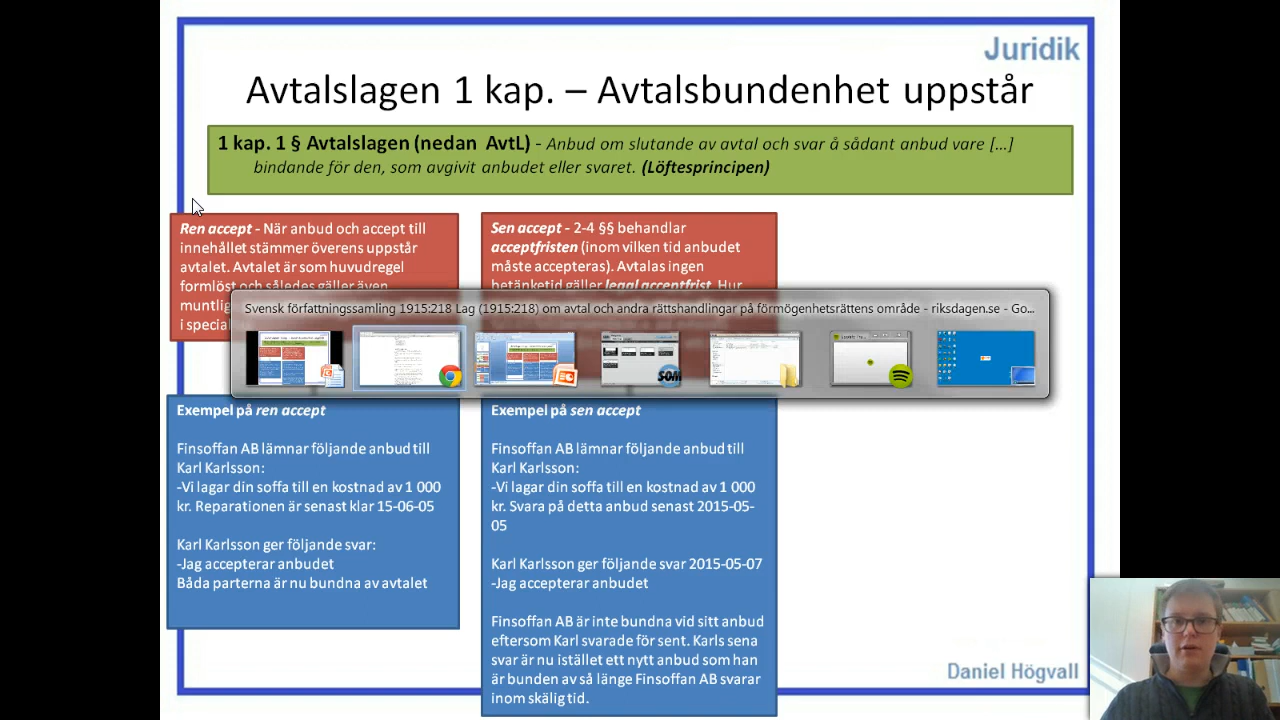 Juridik
Avtalslagen 1 kap. – Avtalsbundenhet uppstår
1 kap. 1 § Avtalslagen (nedan AvtL) - Anbud om slutande av avtal och svar å sådant anbud vare [...]
bindande för den, som avgivit anbudet eller svaret. (Löftesprincipen)
Ren accept - När anbud och accept till
innehållet stämmer överens uppstår
avtalet. Avtalet är som huvudregel
formlöst och således gäller även
muntlig
i special
Sen accept - 2-4 §§ behandlar
acceptfristen (inom vilken tid anbudet
måste accepteras). Avtalas ingen
betänketid gäller legal acceptfrist. Hur
Svensk författningssamling 1915:218 Lag (1915:218) om avtal och andra rättshandlingar på förmögenhetsrättens område - riksdagen.se - Go...
SOM
Exempel på ren accept
Finsoffan AB lämnar följande anbud till
Karl Karlsson:
-Vi lagar din soffa till en kostnad av 1 000
kr. Reparationen är senast klar 15-06-05
Karl Karlsson ger följande svar:
-Jag accepterar anbudet
Båda parterna är nu bundna av avtalet
Exempel på sen accept
Finsoffan AB lämnar följande anbud till
Karl Karlsson:
-Vi lagar din soffa till en kostnad av 1 000
kr. Svara på detta anbud senast 2015-05-
05
Karl Karlsson ger följande svar 2015-05-07
-Jag accepterar anbudet
Finsoffan AB är inte bundna vid sitt anbud
eftersom Karl svarade för sent. Karls sena
svar är nu istället ett nytt anbud som han
är bunden av så länge Finsoffan AB svarar
inom skälig tid.
Daniel Högvall